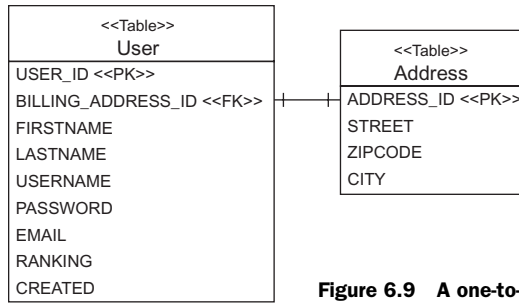 <<Table>>
User
USER_ID <<PK>>
BILLING_ADDRESS_ID <<FK>>
FIRSTNAME
LASTNAME
USERNAME
PASSWORD
EMAIL
RANKING
CREATED
<<Table>>
Address
ADDRESS_ID <<PK>>
STREET
ZIPCODE
CITY
Figure 6.9 A one-to-